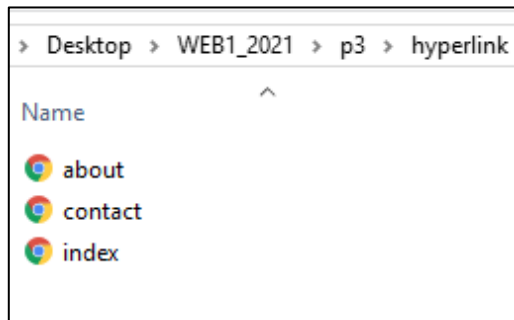 > Desktop > WEB1_2021 > p3 > hyperlink
Name
about
contact
index